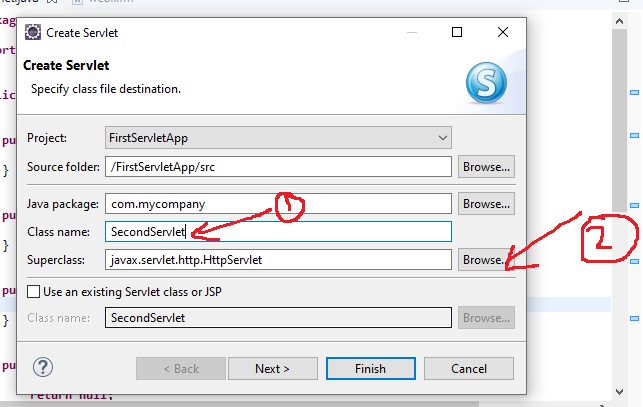 Create Servlet
Create Servlet
Specify class file destination.
S
Project: FirstServletApp
Source folder: /FirstServletApp/src Browse...
Java package: com.mycompany Browse...
1
Class name: SecondServlet
Superclass: javax.servlet.http.HttpServlet Browse...
2
Use an existing Servlet class or JSP
Class name: SecondServlet Browse...
? < Back Next > Finish Cancel
return null;